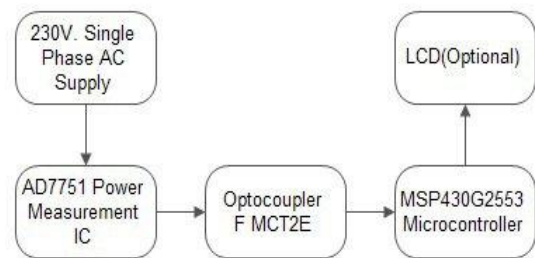 230V. Single
Phase AC
Supply
LCD(Optional)
AD7751 Power
Measurement
IC
Optocoupler
F MCT2E
MSP430G2553
Microcontroller